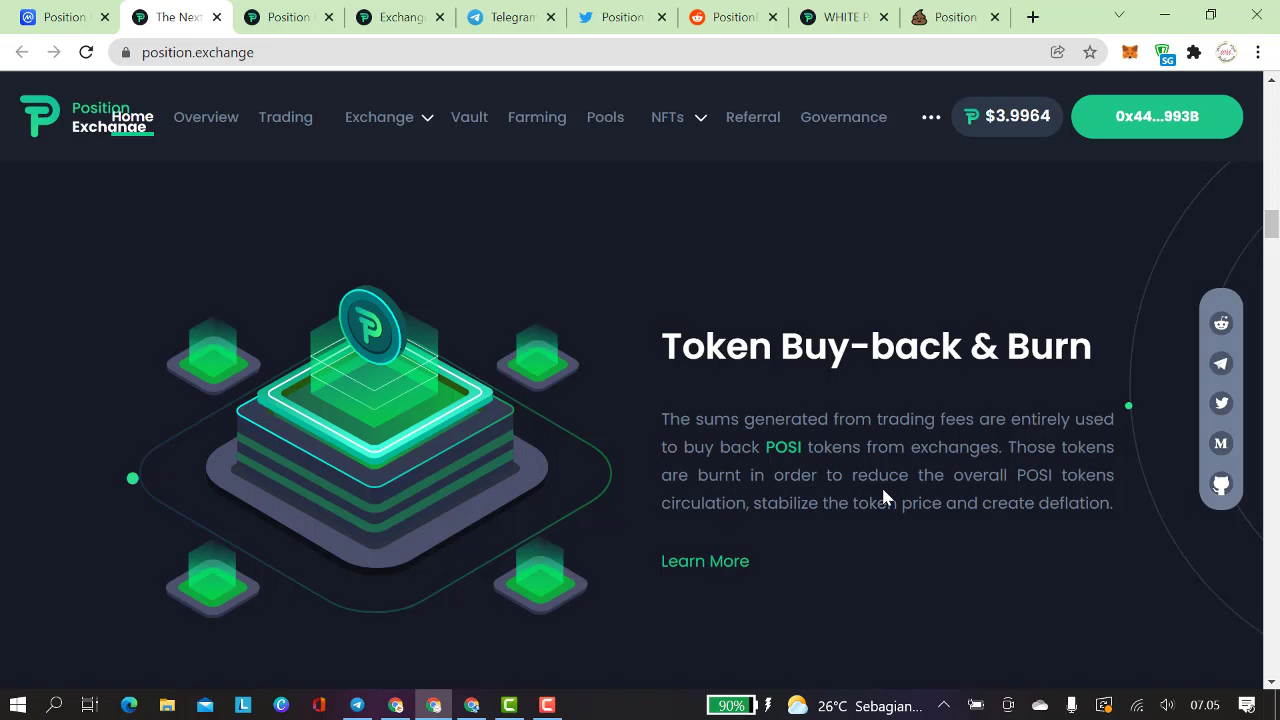 Position
The Next
Position
Exchang
Telegram
Position
PositionE
WHITE P
Position
position.exchange
SG
Position
Exchange
Home
Overview
Trading
Exchange
Vault
Farming
Pools
NFTs
Referral
Governance
$3.9964
0x44...993B
Token Buy-back & Burn
The sums generated from trading fees are entirely used
to buy back POSI tokens from exchanges. Those tokens
are burnt in order to reduce the overall POSI tokens
circulation, stabilize the token price and create deflation.
Learn More
90%
26°C Sebagian...
07.05